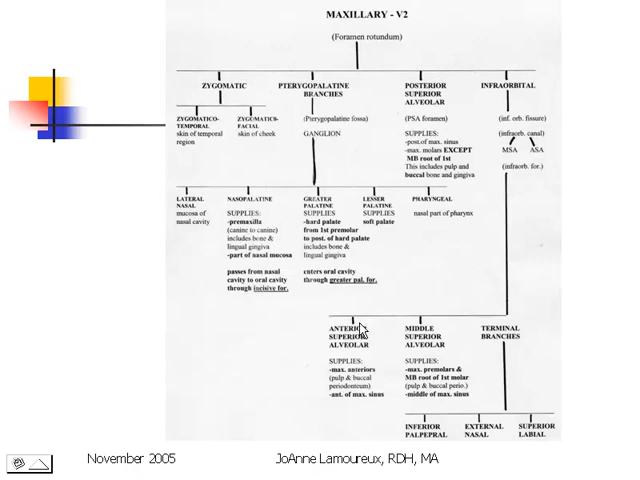 MAXILLARY - V2
(Foramen rotundum)
ZYGOMATIC
PTERYGOPALATINE
BRANCHES
POSTERIOR
SUPERIOR
ALVEOLAR
INFRAORBITAL
ZYGOMATICO-
TEMPORAL
skin of temporal
region
ZYGOMATICO-
FACIAL
skin of cheek
(Pterygopalatine fossa)
GANGLION
(PSA foramen)
SUPPLIES:
-post.of max. sinus
-max. molars EXCEPT
MB root of 1st
This includes pulp and
buccal bone and gingiva
(inf. orb. fissure)
(infraorb. canal)
MSA ASA
(infraorb. for.)
LATERAL
NASAL
mucosa of
nasal cavity
NASOPALATINE
SUPPLIES:
-premaxilla
(canine to canine)
includes bone &
lingual gingiva
-part of nasal mucosa
passes from nasal
cavity to oral cavity
through incisive for.
GREATER
PALATINE
SUPPLIES
-hard palate
from 1st premolar
to post. of hard palate
includes bone &
lingual gingiva
enters oral cavity
through greater pal. for.
LESSER
PALATINE
SUPPLIES
soft palate
PHARYNGEAL
nasal part of pharynx
ANTERIOR
SUPERIOR
ALVEOLAR
SUPPLIES:
-max. anteriors
(pulp & buccal
periodonteum)
-ant. of max. sinus
MIDDLE
SUPERIOR
ALVEOLAR
SUPPLIES:
-max. premolars &
MB root of 1st molar
(pulp & buccal perio.)
-middle of max. sinus
TERMINAL
BRANCHES
INFERIOR
PALPEPRAL
EXTERNAL
NASAL
SUPERIOR
LABIAL
November 2005
JoAnne Lamoureux, RDH, MA